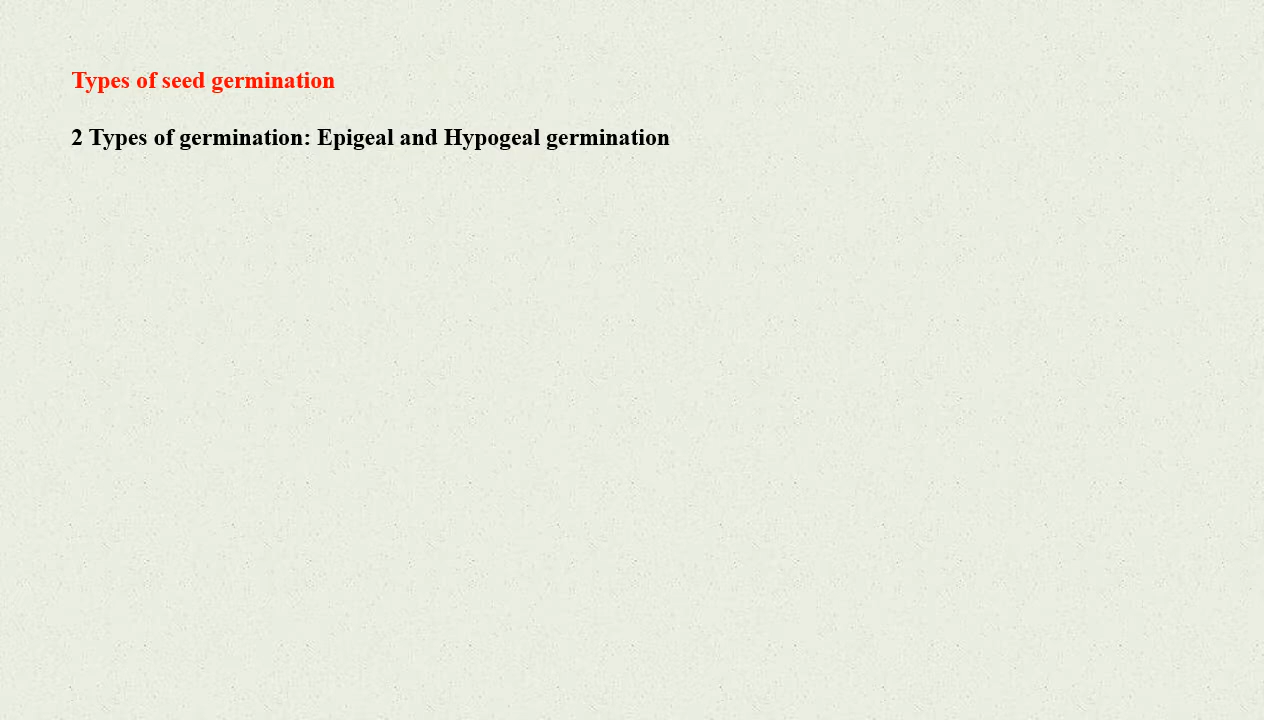 Types of seed germination
2 Types of germination: Epigeal and Hypogeal germination